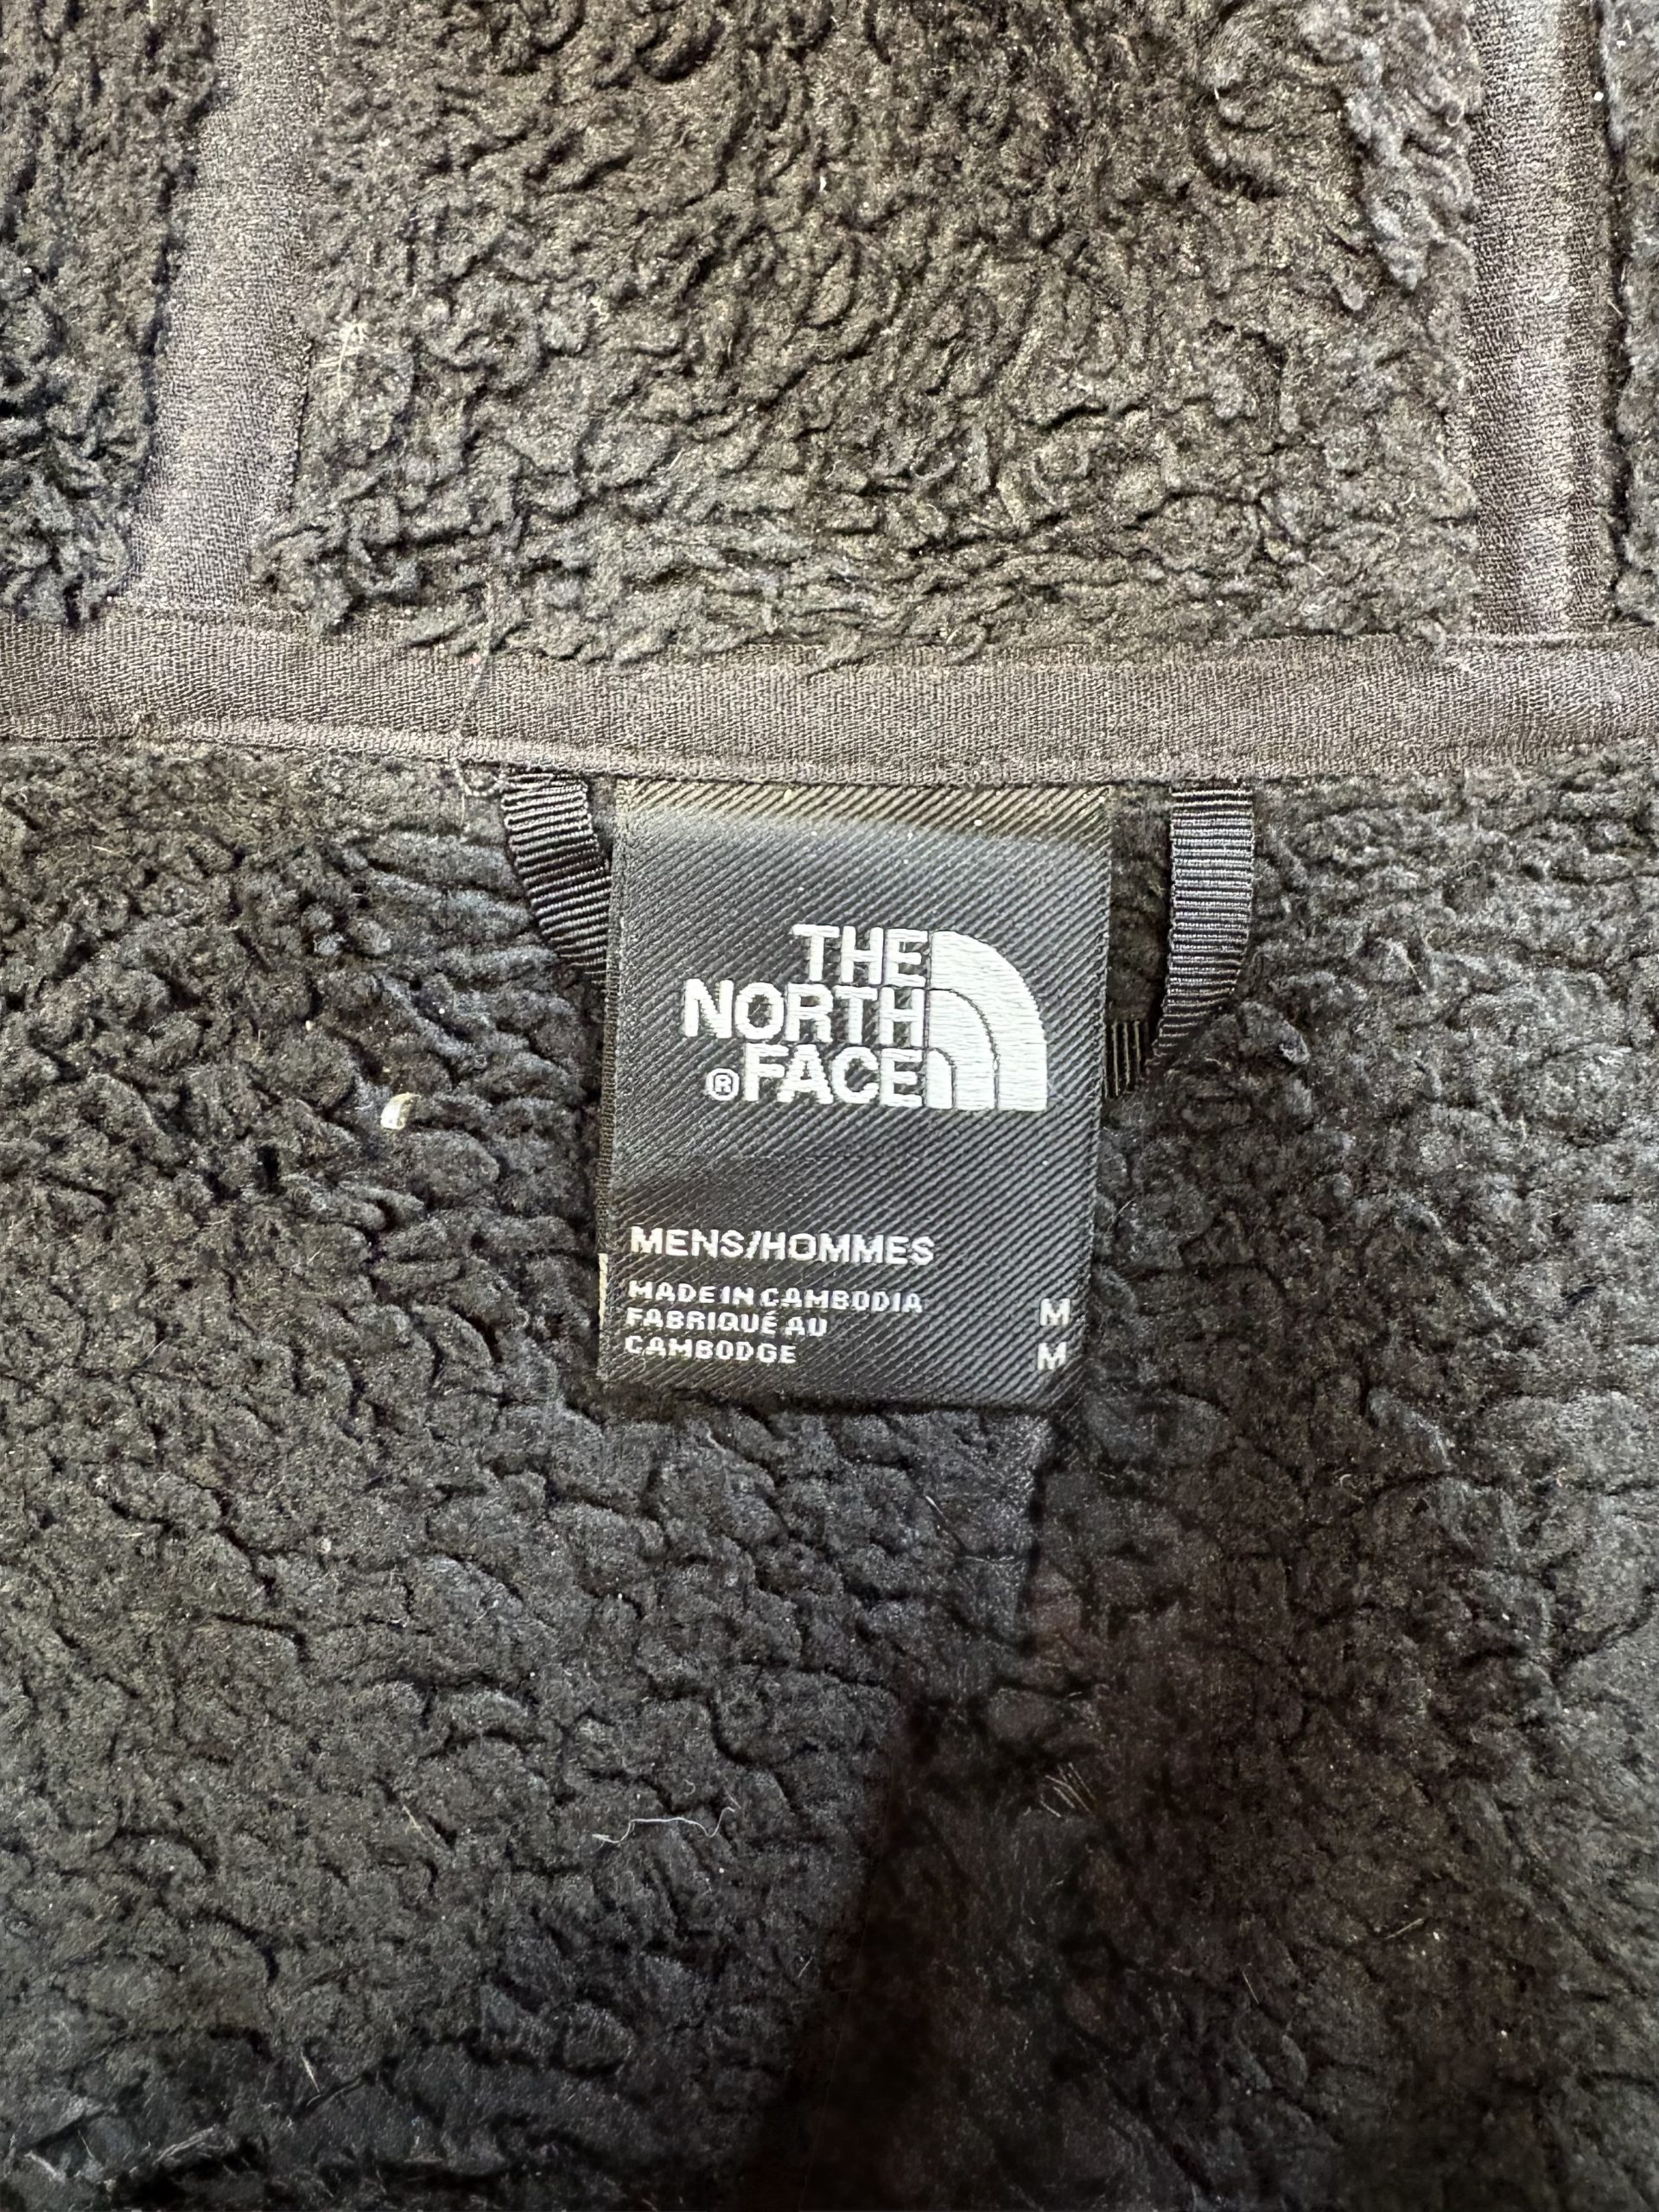 THE
NORTH
®FACE
MENS/HOMMES
MADE IN CAMBODIA M
FABRIQUÉ AU
CAMBODGE M